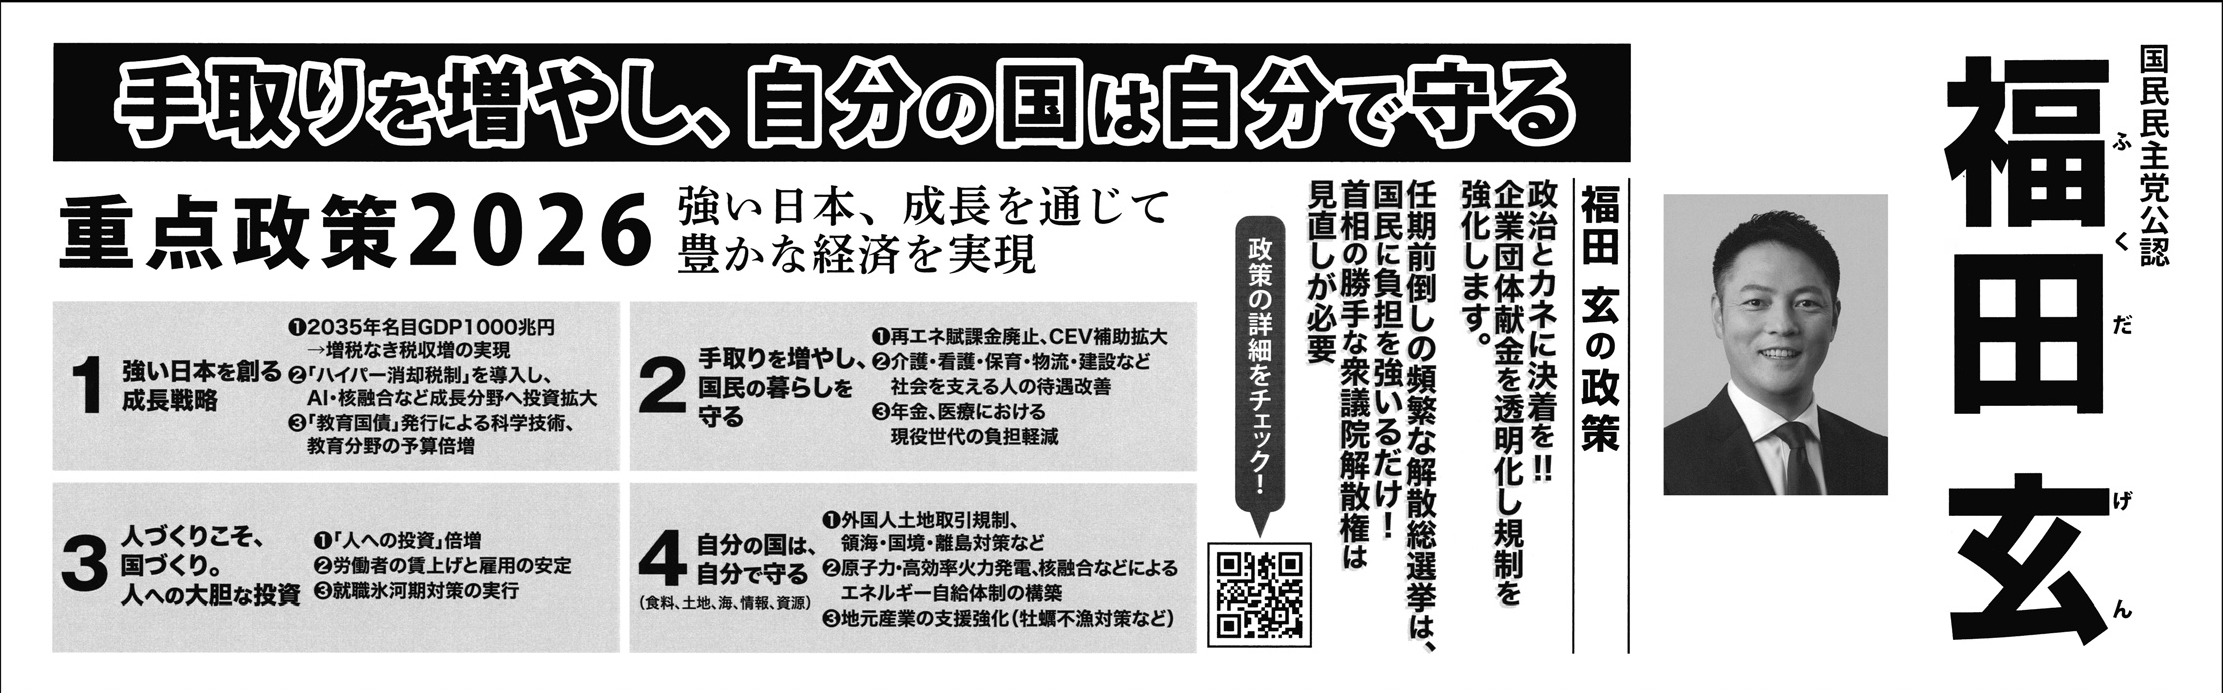 国民民主党公認
福田 玄
ふくだ げん
手取りを増やし、自分の国は自分で守る
福田 玄の政策
政治とカネに決着を!!
企業団体献金を透明化し規制を
強化します。
任期前倒しの頻繁な解散総選挙は、
国民に負担を強いるだけ!
首相の勝手な衆議院解散権は
見直しが必要
政策の詳細をチェック!
重点政策2026
強い日本、成長を通じて
豊かな経済を実現
1
強い日本を創る
成長戦略
❶2035年名目GDP1000兆円
→増税なき税収増の実現
❷「ハイパー消却税制」を導入し、
AI・核融合など成長分野へ投資拡大
❸「教育国債」発行による科学技術、
教育分野の予算倍増
2
手取りを増やし、
国民の暮らしを
守る
❶再エネ賦課金廃止、CEV補助拡大
❷介護・看護・保育・物流・建設など
社会を支える人の待遇改善
❸年金、医療における
現役世代の負担軽減
3
人づくりこそ、
国づくり。
人への大胆な投資
❶「人への投資」倍増
❷労働者の賃上げと雇用の安定
❸就職氷河期対策の実行
4
自分の国は、
自分で守る
(食料、土地、海、情報、資源)
❶外国人土地取引規制、
領海・国境・離島対策など
❷原子力・高効率火力発電、核融合などによる
エネルギー自給体制の構築
❸地元産業の支援強化(牡蠣不漁対策など)